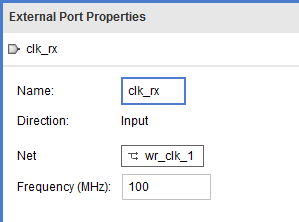 External Port Properties
clk_rx
Name: clk_rx
Direction: Input
Net wr_clk_1
Frequency (MHz): 100